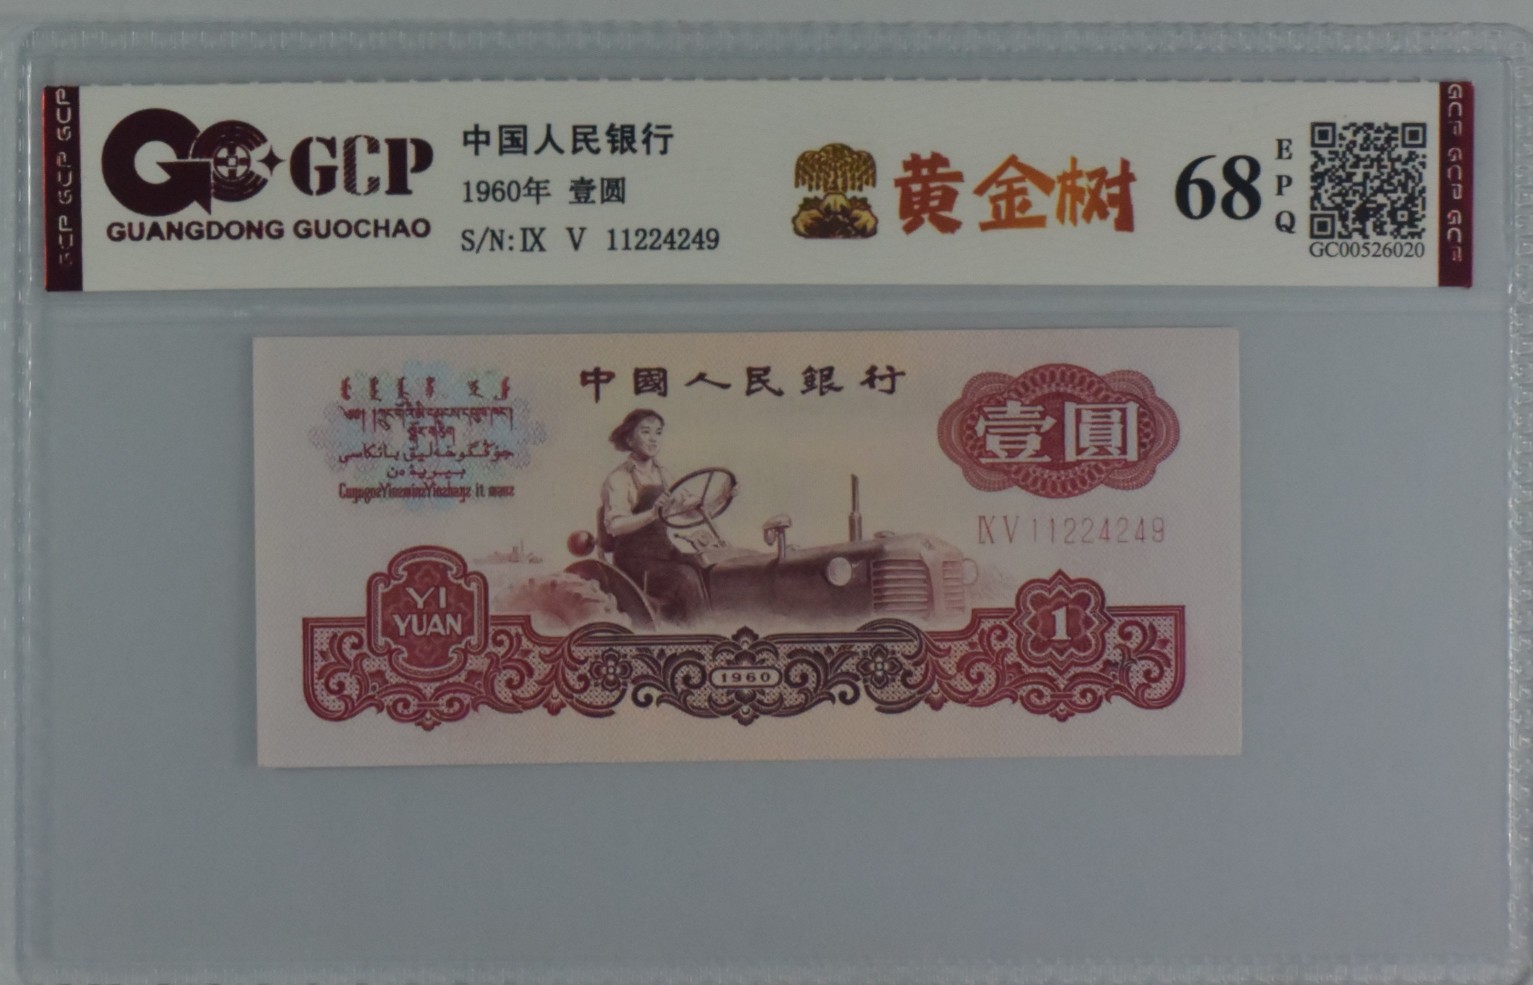 GCP GCP GCP
GCP
GUANGDONG GUOCHAO
中国人民银行
1960年 壹圆
S/N:Ⅸ Ⅴ 11224249
黄金树
68
EPQ
GC00526020
GCP GCP GCP
中國人民銀行
壹圓
ⅨⅤ11224249
YI
YUAN
1960
1